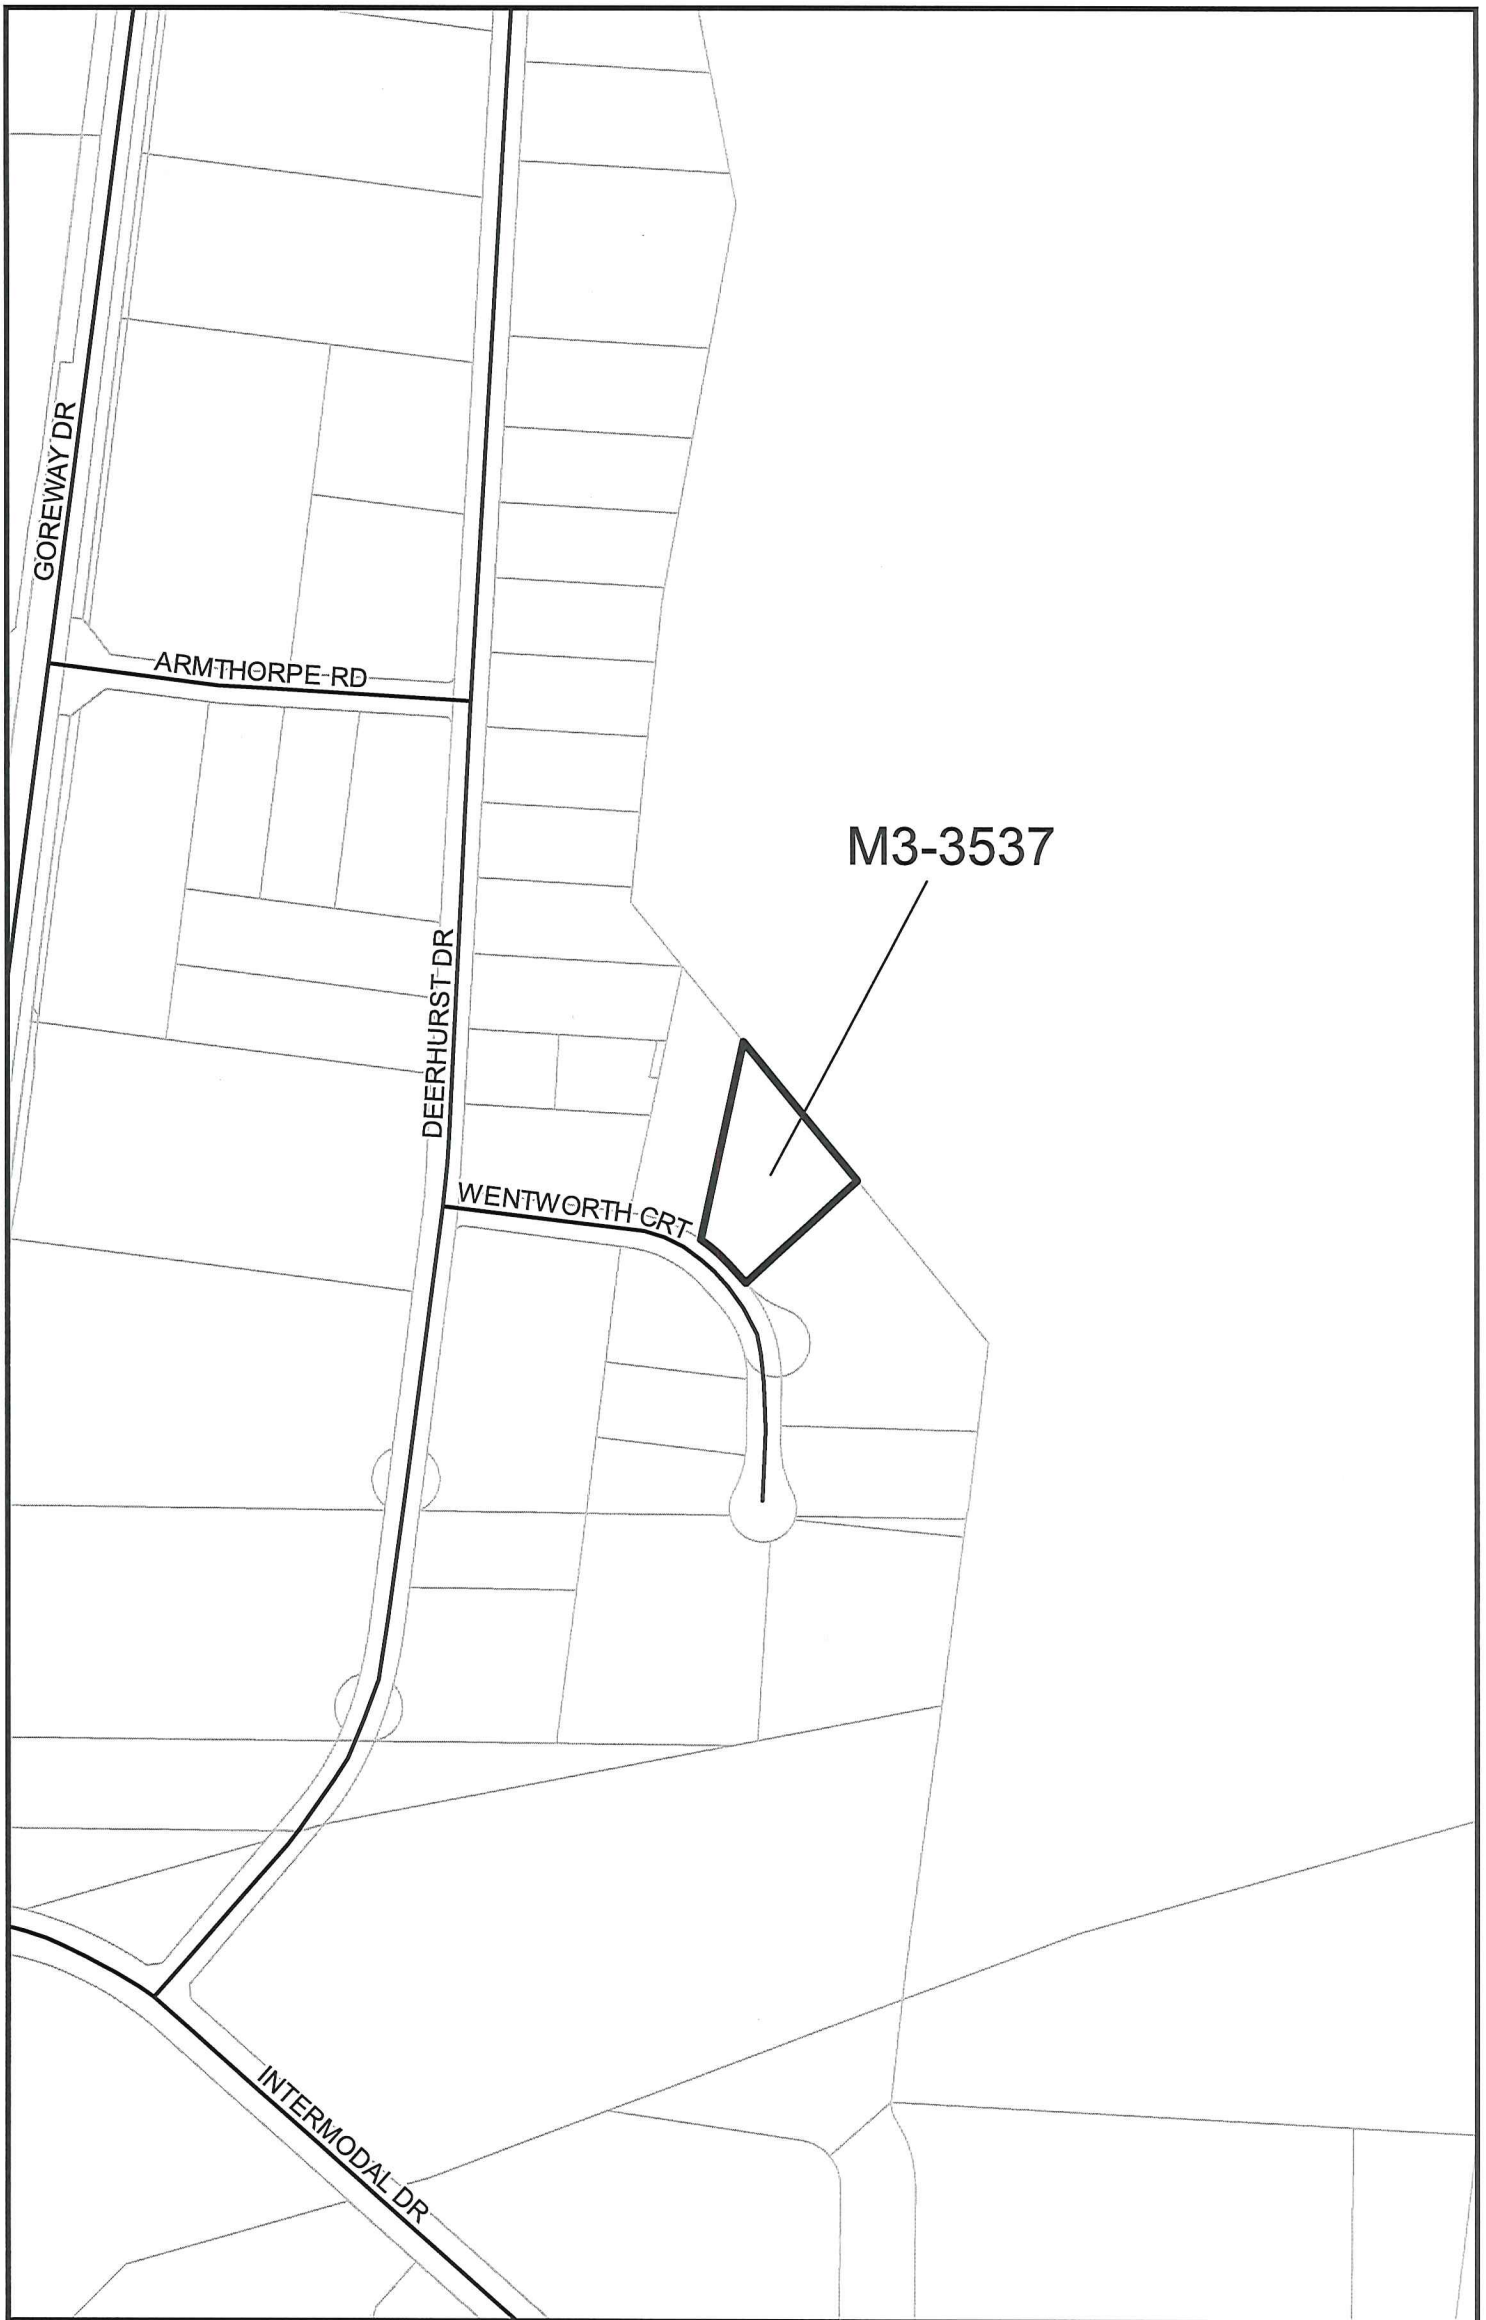 GOREWAY DR
ARMTHORPE RD
M3-3537
DEERHURST DR
WENTWORTH CRT
INTERMODAL DR